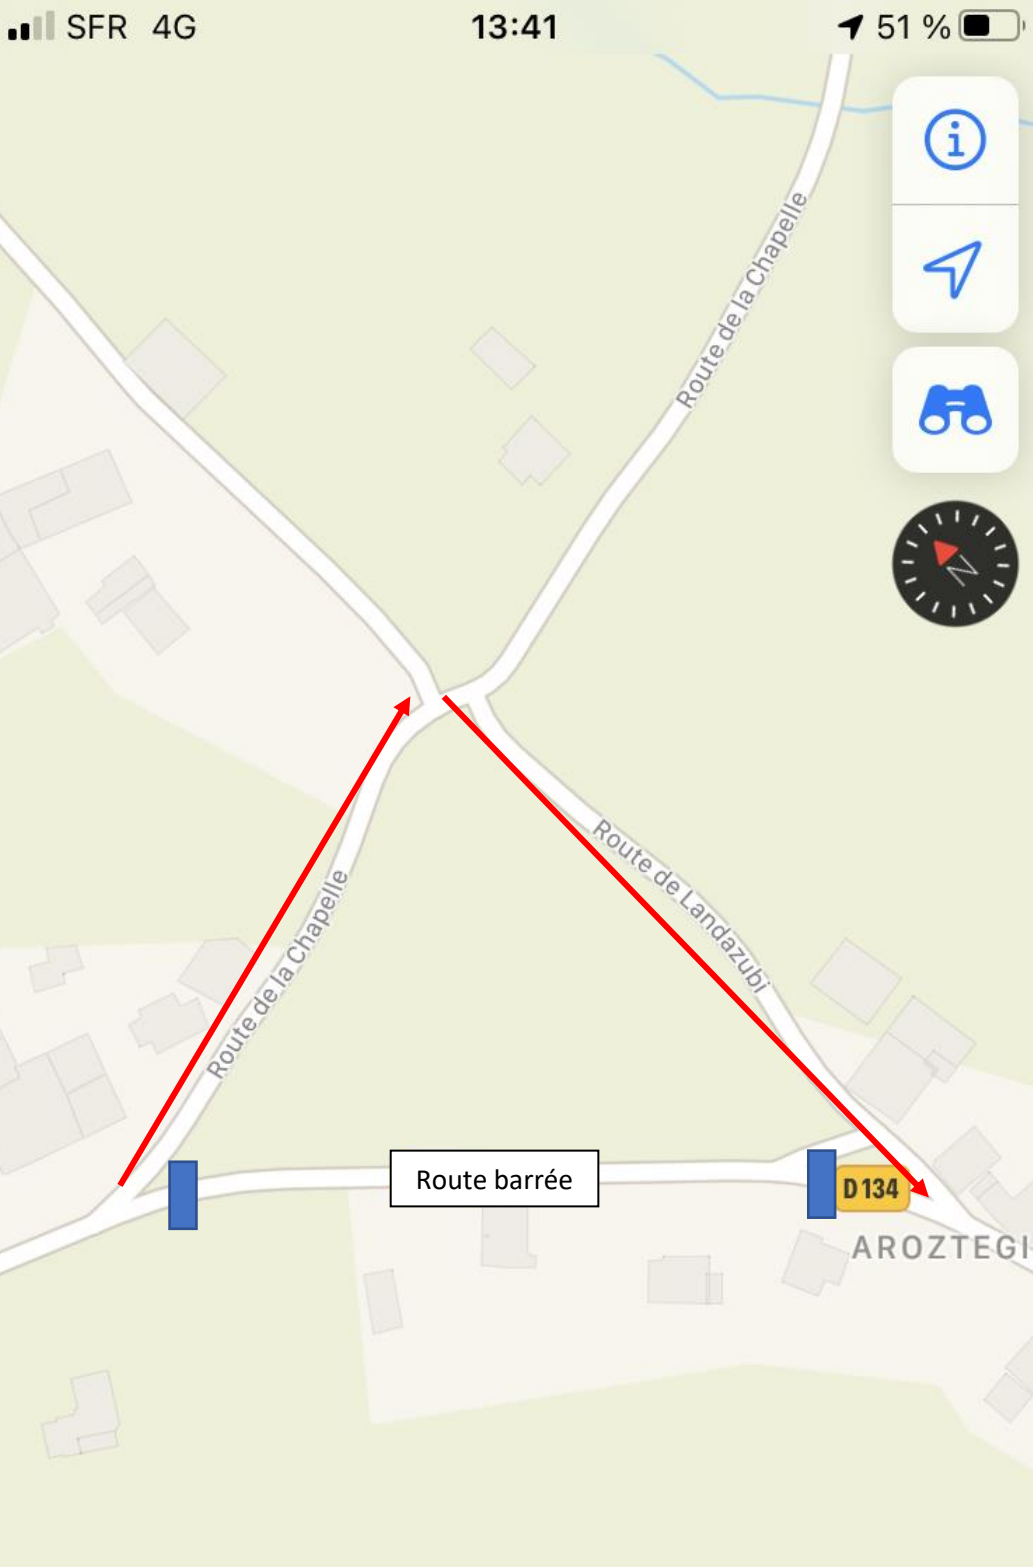 SFR 4G
13:41
51 %
Route de la Chapelle
N
Route de Landazubi
Route de la Chapelle
Route barrée
D 134
AROZTEGI